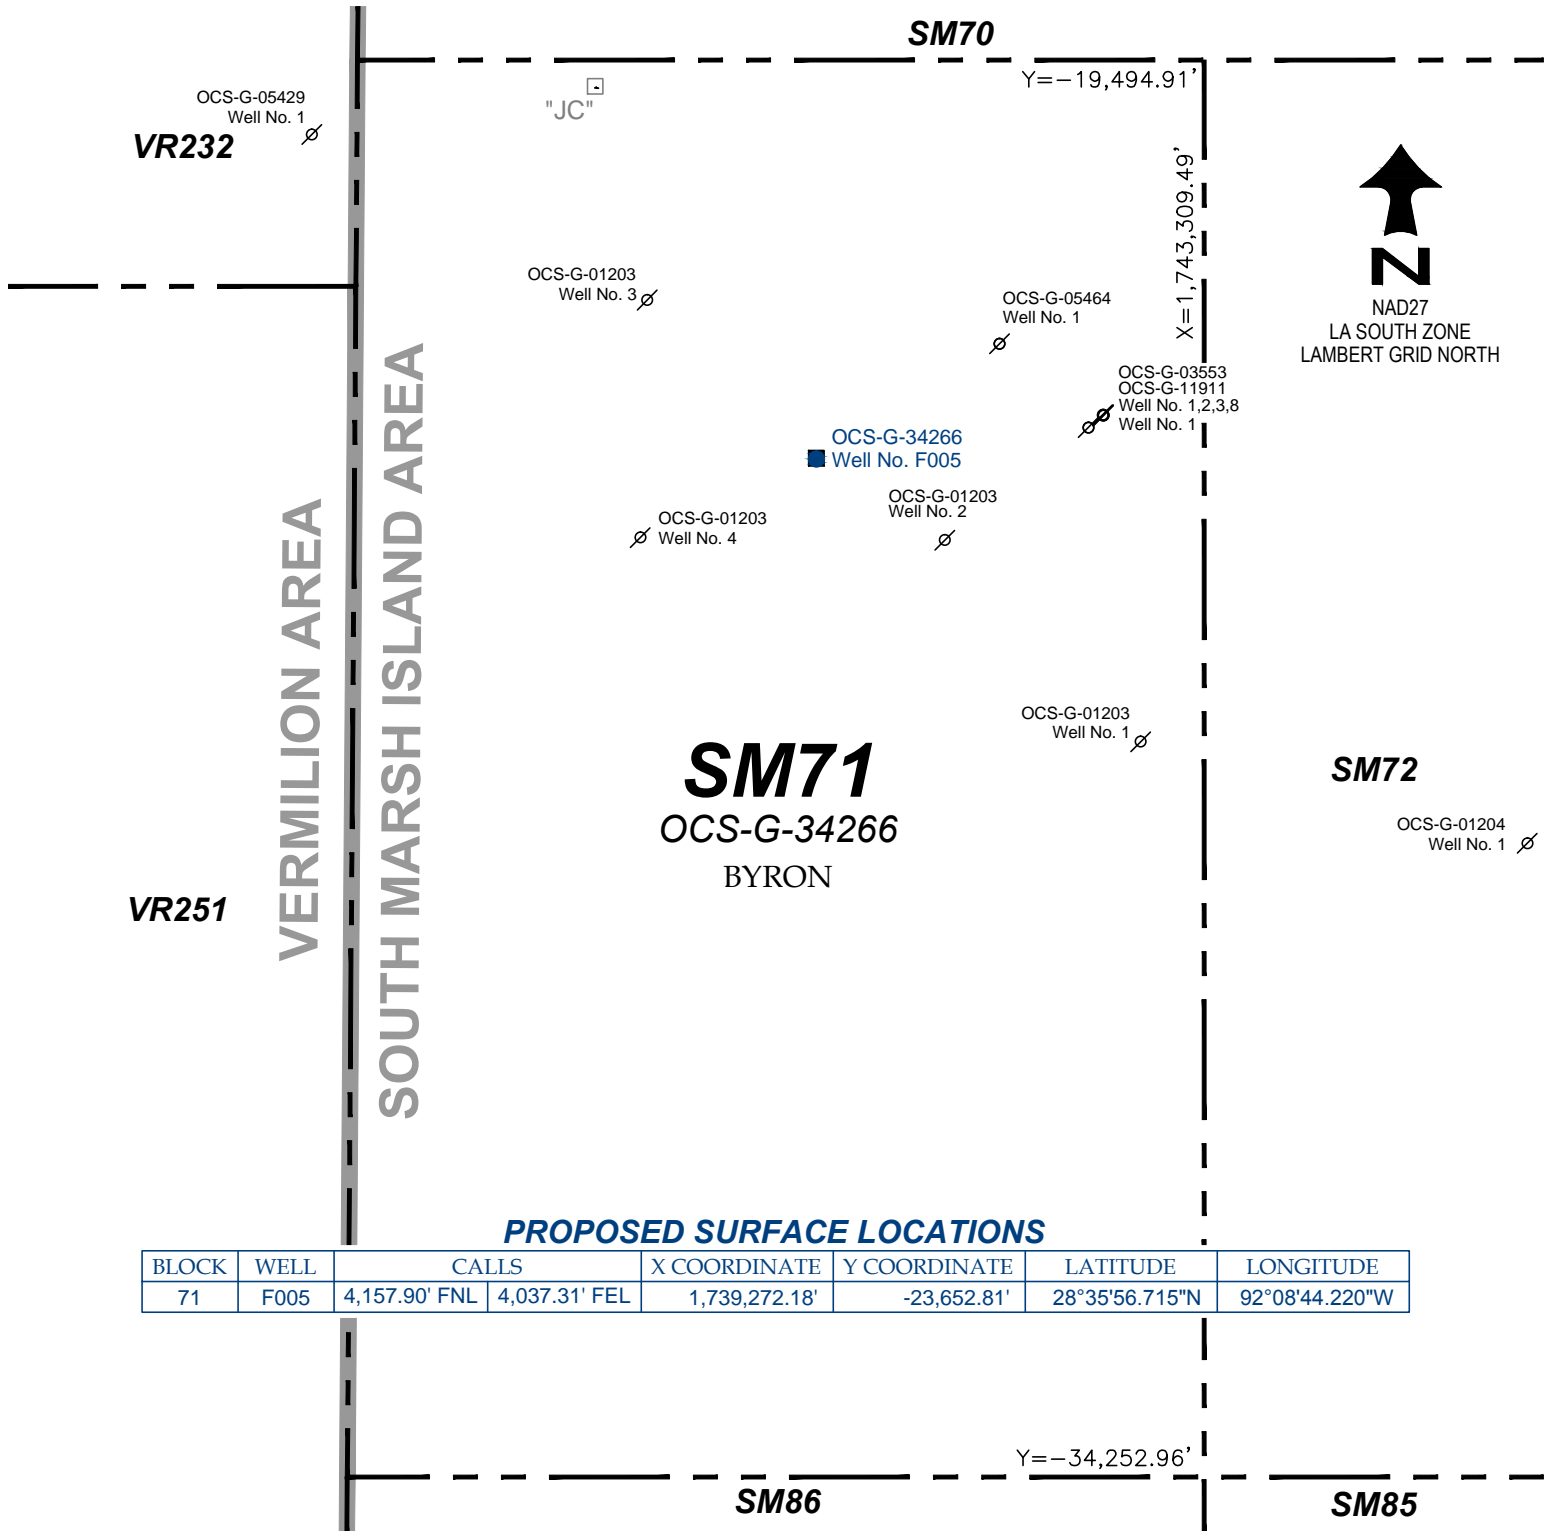 SM70
Y=−19,494.91'
OCS-G-05429
Well No. 1
"JC"
VR232
X=1,743,309.49'
N
NAD27
LA SOUTH ZONE
LAMBERT GRID NORTH
OCS-G-01203
Well No. 3
OCS-G-05464
Well No. 1
OCS-G-03553
OCS-G-11911
Well No. 1,2,3,8
Well No. 1
OCS-G-34266
Well No. F005
OCS-G-01203
Well No. 2
OCS-G-01203
Well No. 4
VERMILION AREA
SOUTH MARSH ISLAND AREA
OCS-G-01203
Well No. 1
SM71
OCS-G-34266
BYRON
SM72
OCS-G-01204
Well No. 1
VR251
PROPOSED SURFACE LOCATIONS
BLOCK WELL CALLS X COORDINATE Y COORDINATE LATITUDE LONGITUDE
71 F005 4,157.90' FNL 4,037.31' FEL 1,739,272.18' -23,652.81' 28°35'56.715"N 92°08'44.220"W
Y=−34,252.96'
SM86
SM85